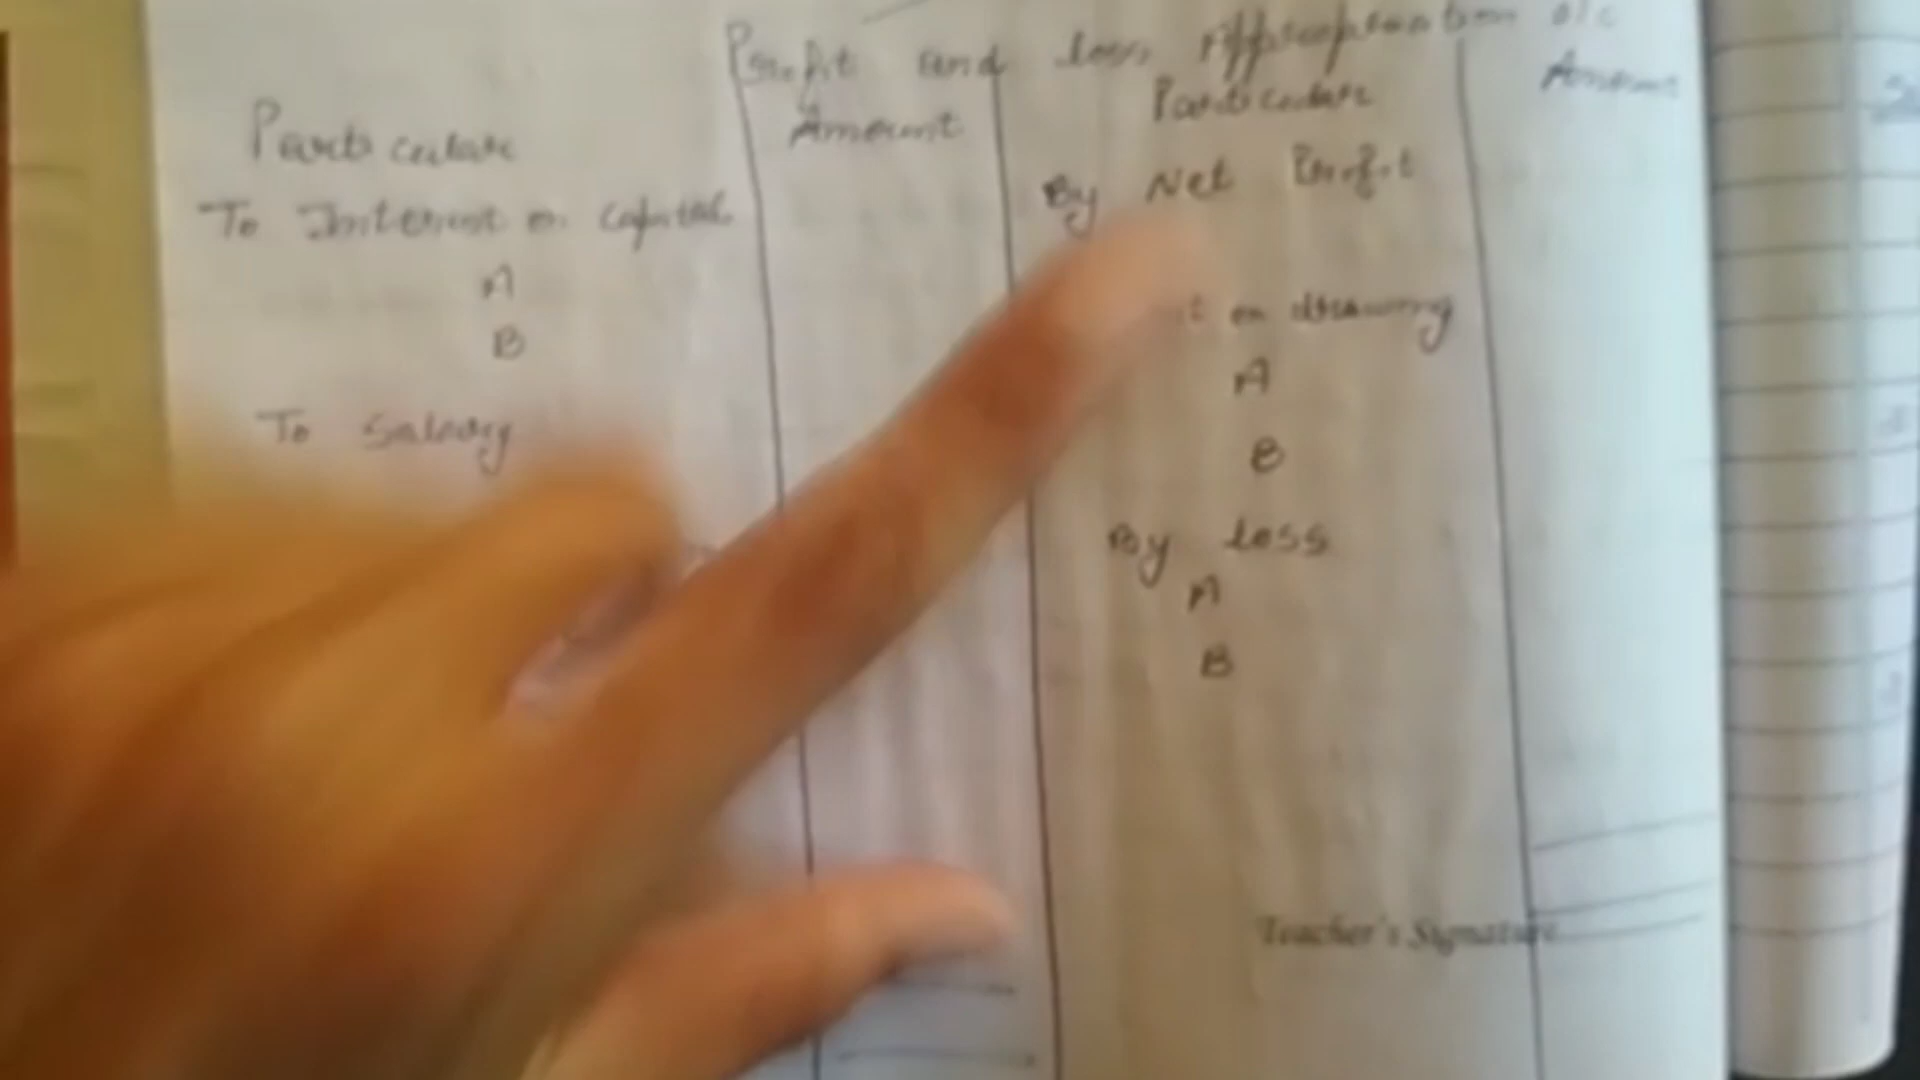 Profit and loss Appropriation a/c
Particulars Amount Particulars Amount
To Interest on capital
A
B
To Salary
By Net Profit
on drawing
A
B
By loss
A
B
Teacher's Signature